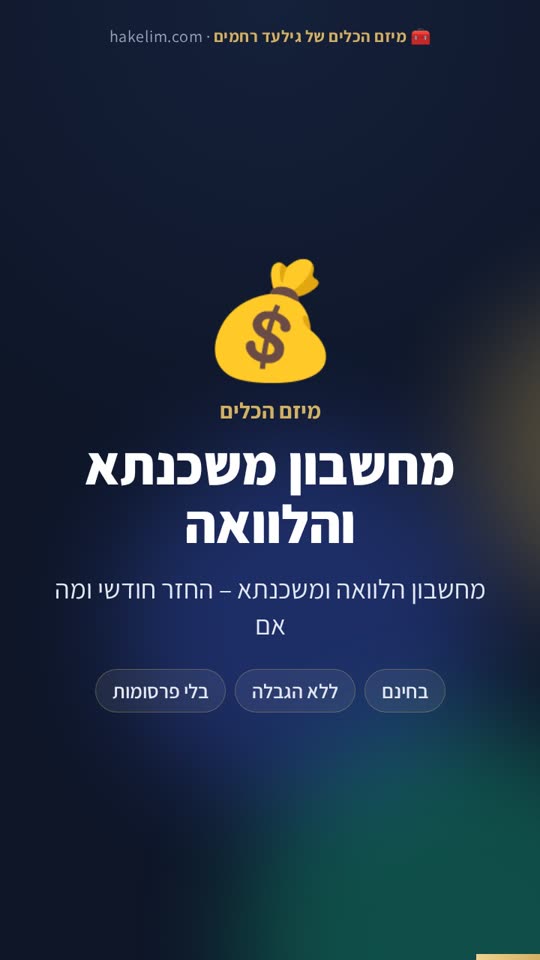 🧰 מיזם הכלים של גילעד רחמים · hakelim.com
מיזם הכלים
מחשבון משכנתא
והלוואה
מחשבון הלוואה ומשכנתא – החזר חודשי ומה
אם
בחינם
ללא הגבלה
בלי פרסומות